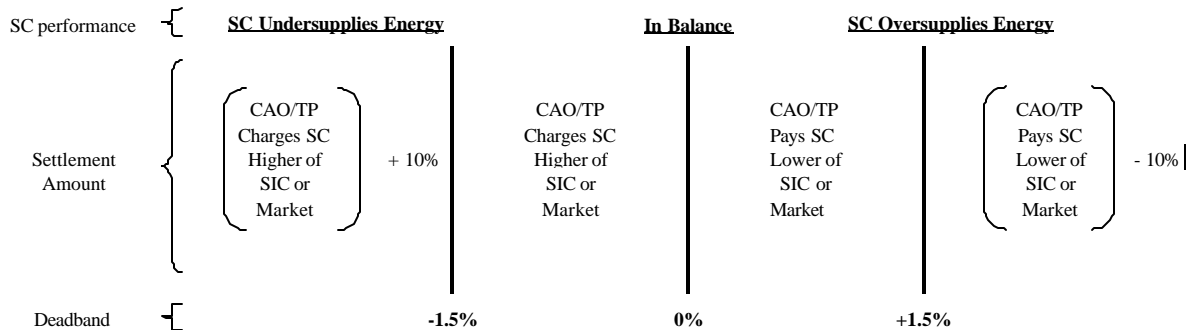 SC performance
SC Undersupplies Energy
In Balance
SC Oversupplies Energy
Settlement
Amount
CAO/TP
Charges SC
Higher of
SIC or
Market
+ 10%
CAO/TP
Charges SC
Higher of
SIC or
Market
CAO/TP
Pays SC
Lower of
SIC or
Market
CAO/TP
Pays SC
Lower of
SIC or
Market
- 10%
Deadband
-1.5%
0%
+1.5%